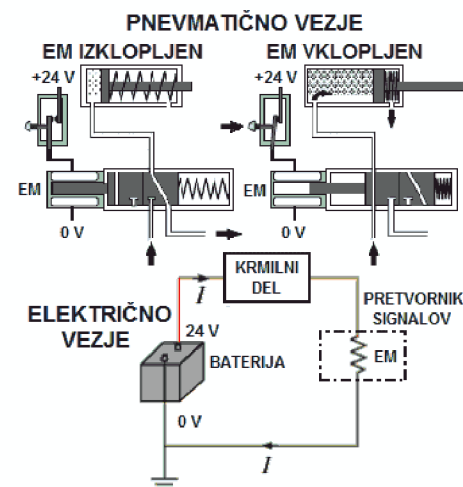 PNEVMATIČNO VEZJE
EM IZKLOPLJEN
EM VKLOPLJEN
+24 V
+24 V
EM
EM
0 V
0 V
KRMILNI
DEL
I
PRETVORNIK
SIGNALOV
ELEKTRIČNO
VEZJE
24 V
BATERIJA
EM
0 V
I